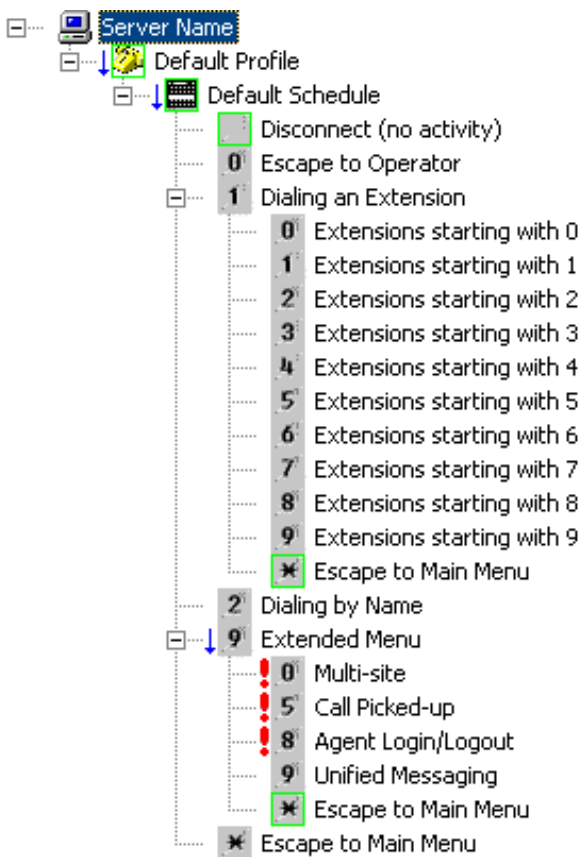 Server Name
Default Profile
Default Schedule
Disconnect (no activity)
0 Escape to Operator
1 Dialing an Extension
0 Extensions starting with 0
1 Extensions starting with 1
2 Extensions starting with 2
3 Extensions starting with 3
4 Extensions starting with 4
5 Extensions starting with 5
6 Extensions starting with 6
7 Extensions starting with 7
8 Extensions starting with 8
9 Extensions starting with 9
* Escape to Main Menu
2 Dialing by Name
9 Extended Menu
! 0 Multi-site
! 5 Call Picked-up
! 8 Agent Login/Logout
9 Unified Messaging
* Escape to Main Menu
* Escape to Main Menu